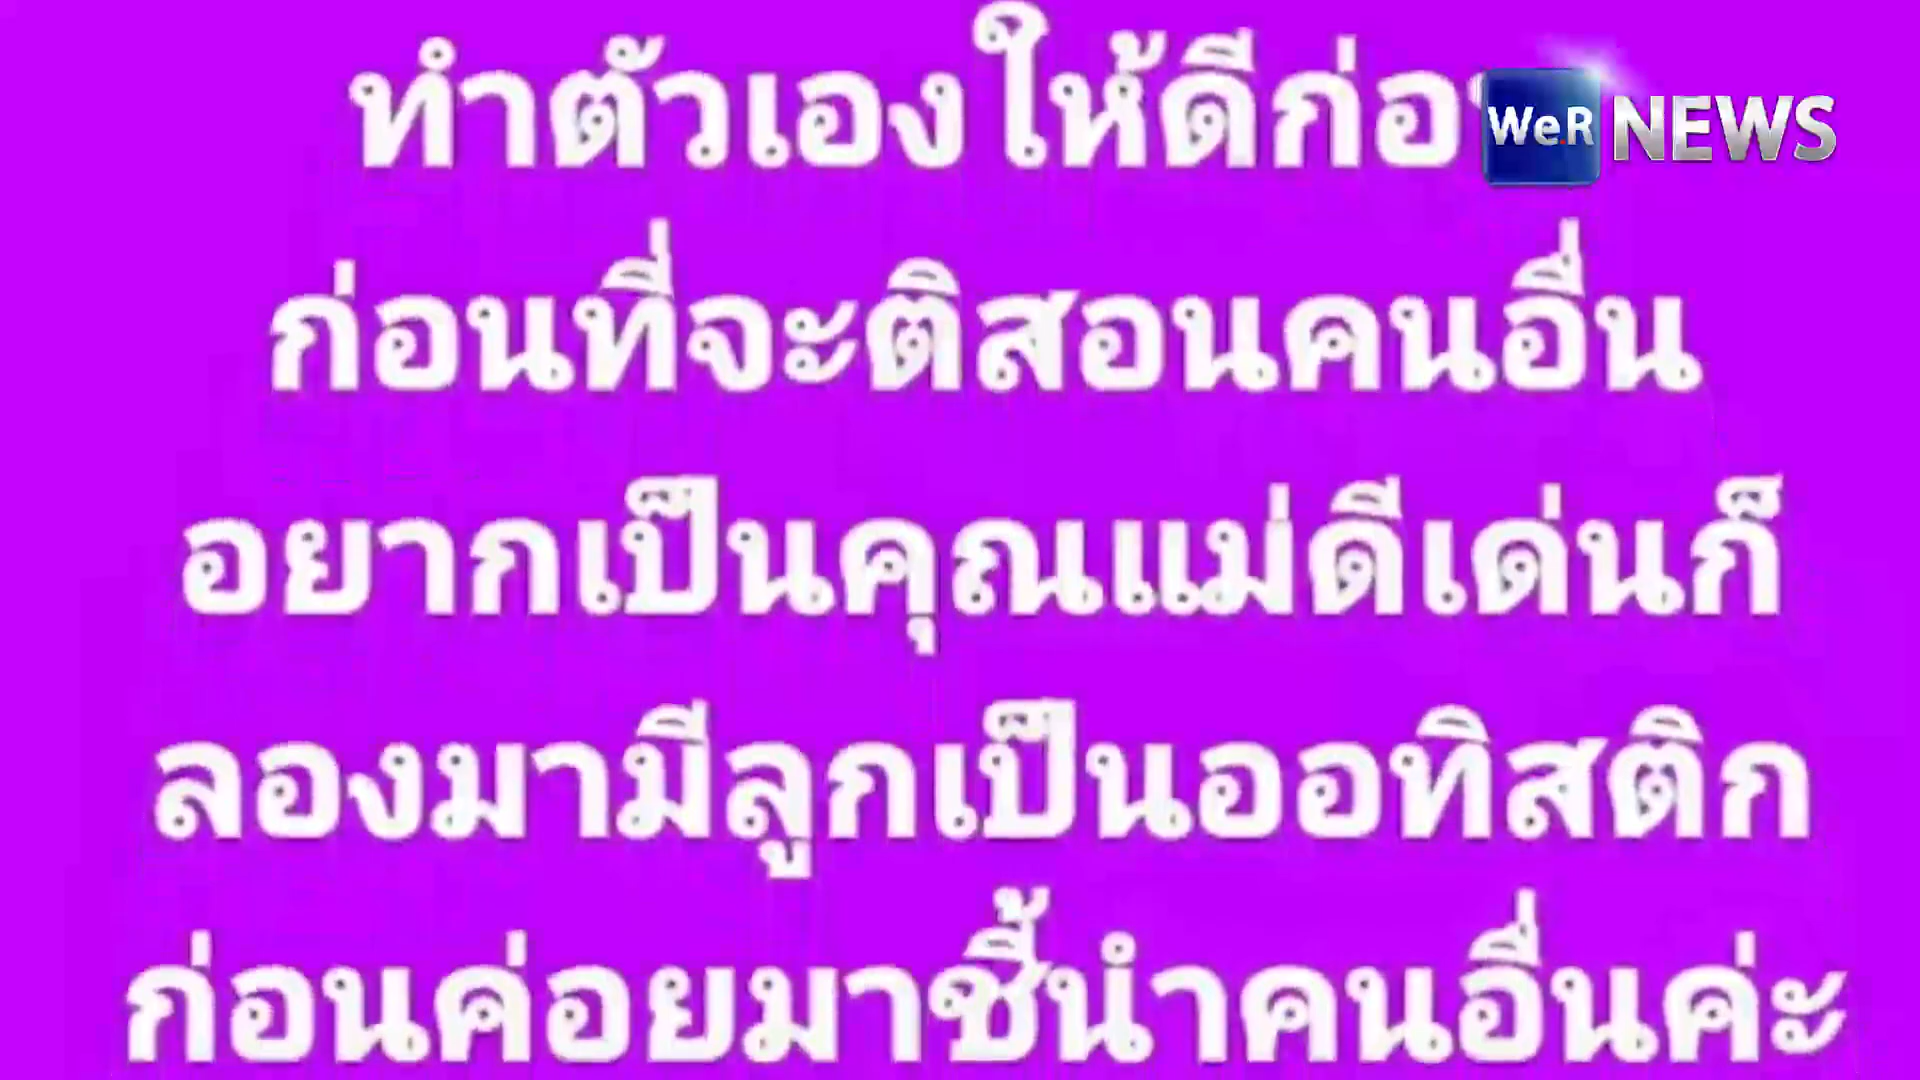 ทำตัวเองให้ดีก่อ
We.R NEWS
ก่อนที่จะติสอนคนอื่น
อยากเป็นคุณแม่ดีเด่นก็
ลองมามีลูกเป็นออทิสติก
ก่อนค่อยมาชี้นำคนอื่นค่ะ